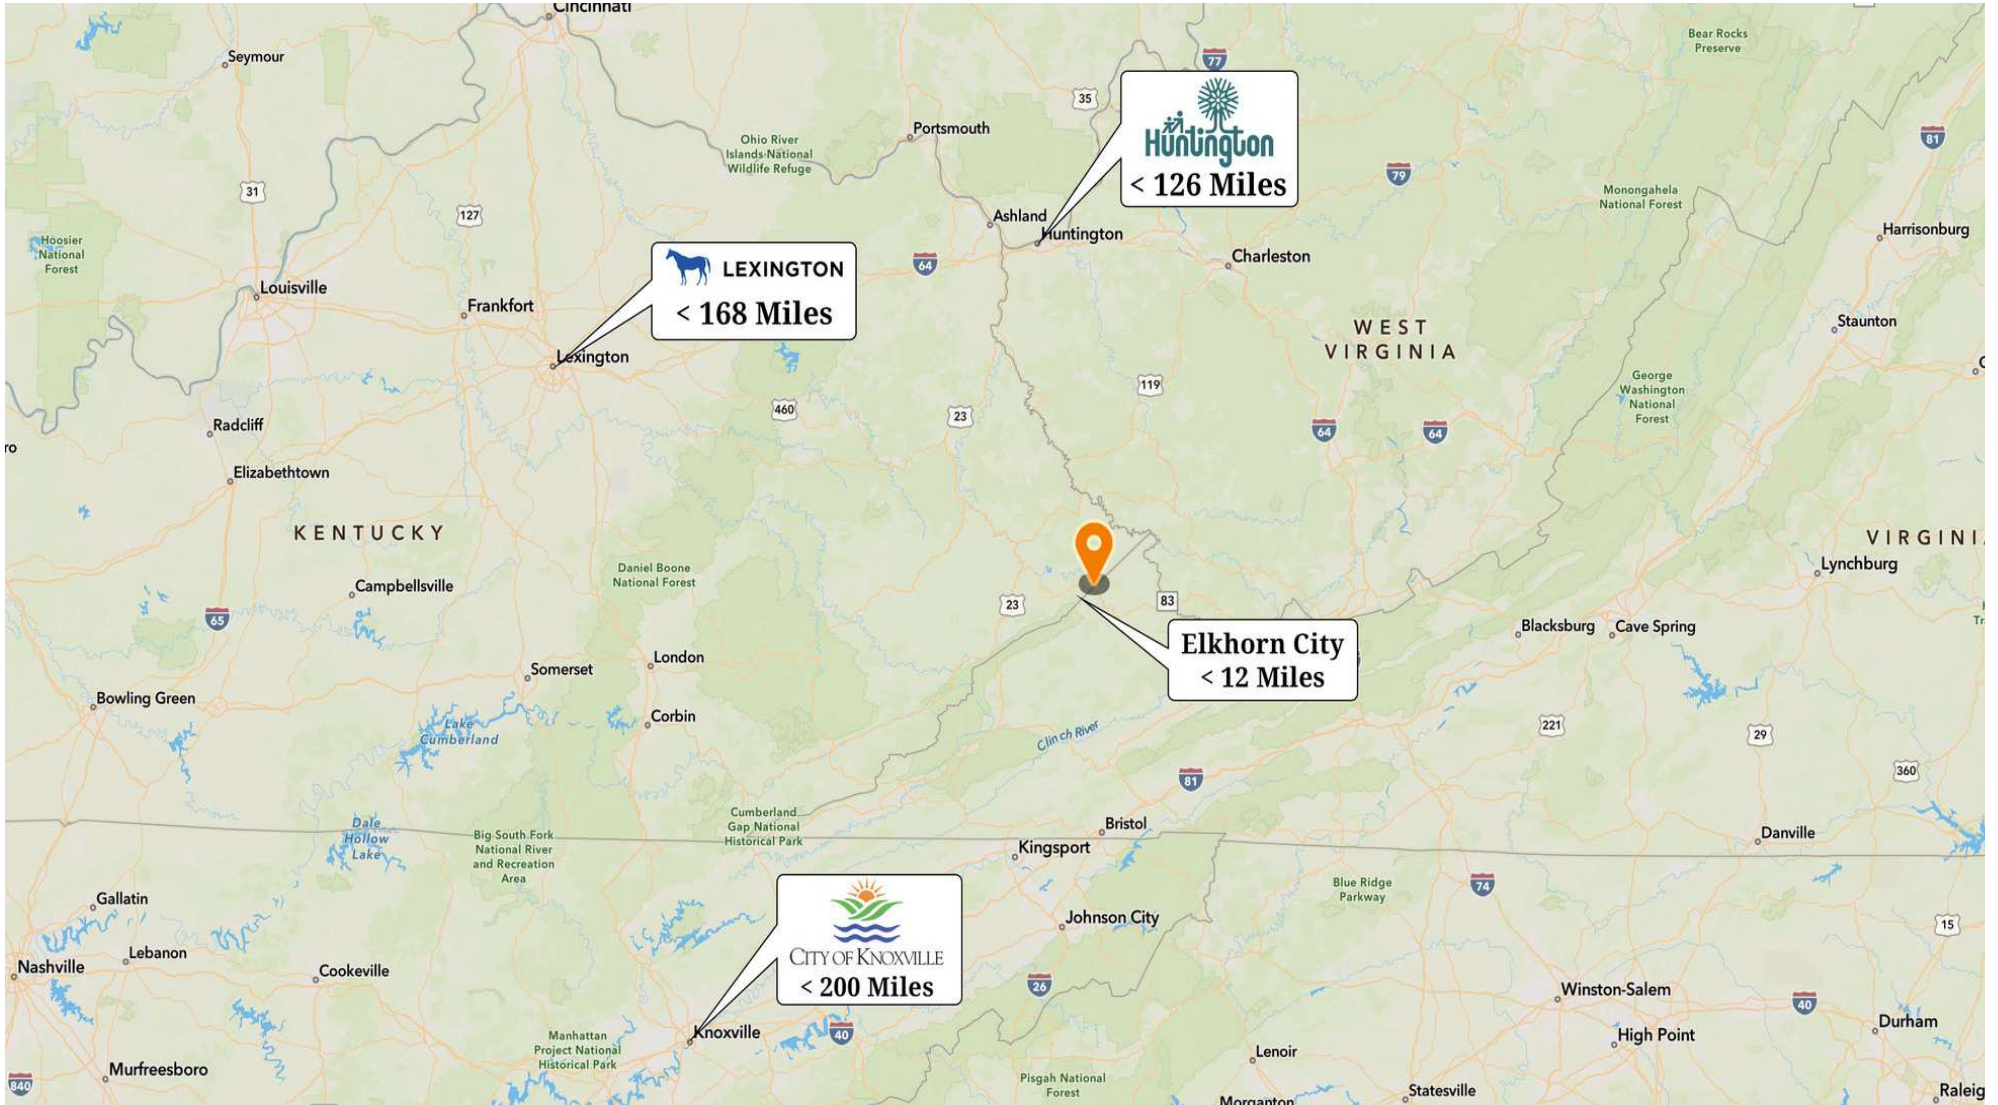 Cincinnati
Seymour
77
Bear Rocks
Preserve
35
Huntington
< 126 Miles
Portsmouth
Ohio River
Islands National
Wildlife Refuge
81
79
31
127
Monongahela
National Forest
Ashland
Huntington
Harrisonburg
Hoosier
National
Forest
64
Charleston
LEXINGTON
< 168 Miles
Louisville
Frankfort
WEST
VIRGINIA
Staunton
Lexington
119
George
Washington
National
Forest
460
23
64
64
Radcliff
ro
Elizabethtown
KENTUCKY
VIRGINI
Lynchburg
Daniel Boone
National Forest
Campbellsville
23
83
65
Blacksburg
Cave Spring
Elkhorn City
< 12 Miles
London
Somerset
Bowling Green
Corbin
Lake
Cumberland
Clinch River
221
29
360
81
Cumberland
Gap National
Historical Park
Dale
Hollow
Lake
Big South Fork
National River
and Recreation
Area
Bristol
Kingsport
Danville
Blue Ridge
Parkway
74
Gallatin
CITY OF KNOXVILLE
< 200 Miles
Johnson City
15
Lebanon
Nashville
Cookeville
26
Winston-Salem
40
Knoxville
40
Durham
High Point
Manhattan
Project National
Historical Park
Lenoir
Murfreesboro
840
Pisgah National
Forest
Statesville
Raleig
Morganton